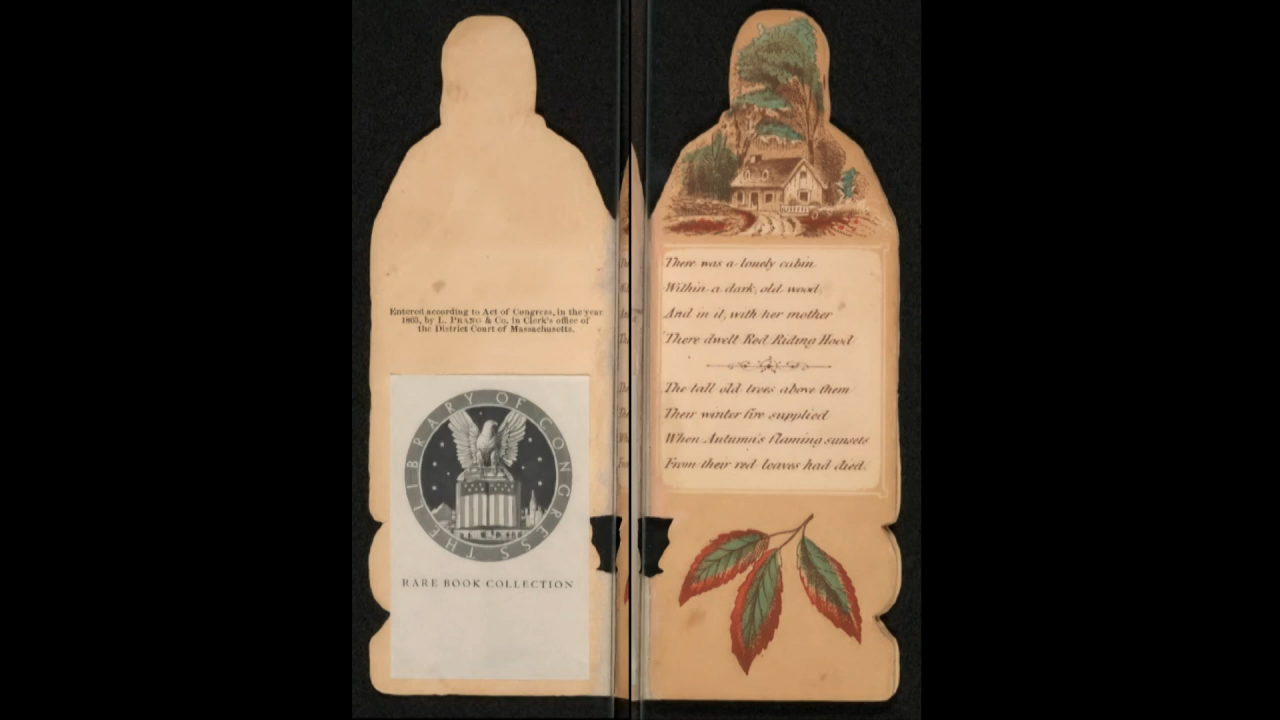 Entered according to Act of Congress, in the year
1863, by L. PRANG & Co. in Clerk's office of
the District Court of Massachusetts.
THE LIBRARY OF CONGRESS
RARE BOOK COLLECTION
There was a lonely cabin
Within a dark, old wood.
And in it, with her mother
There dwelt Red Riding Hood
The tall old trees above them
Their winter fire supplied
When Autumn's flaming sunsets
From their red leaves had died.